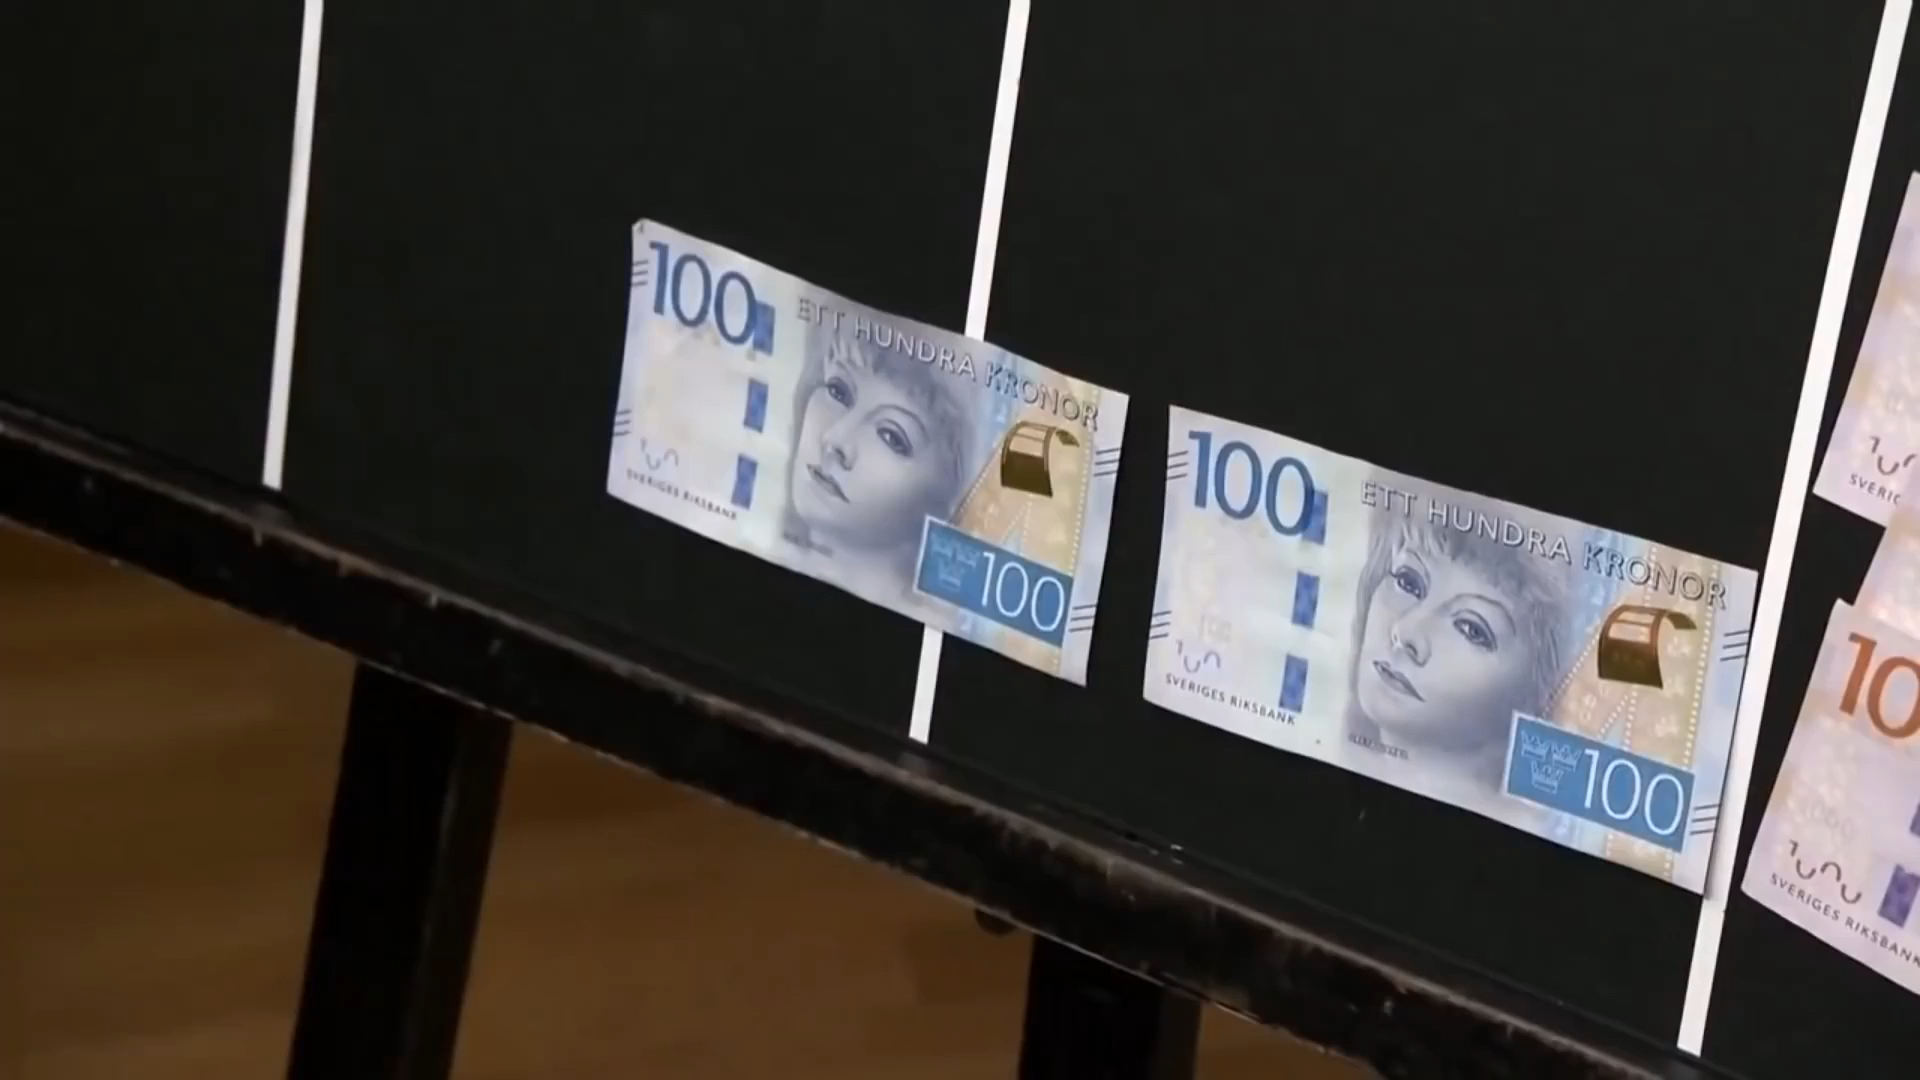 100
ETT HUNDRA KRONOR
SVERIGES RIKSBANK
100
100
ETT HUNDRA KRONOR
SVERIGES RIKSBANK
100
SVERIG
10
SVERIGES RIKSBANK